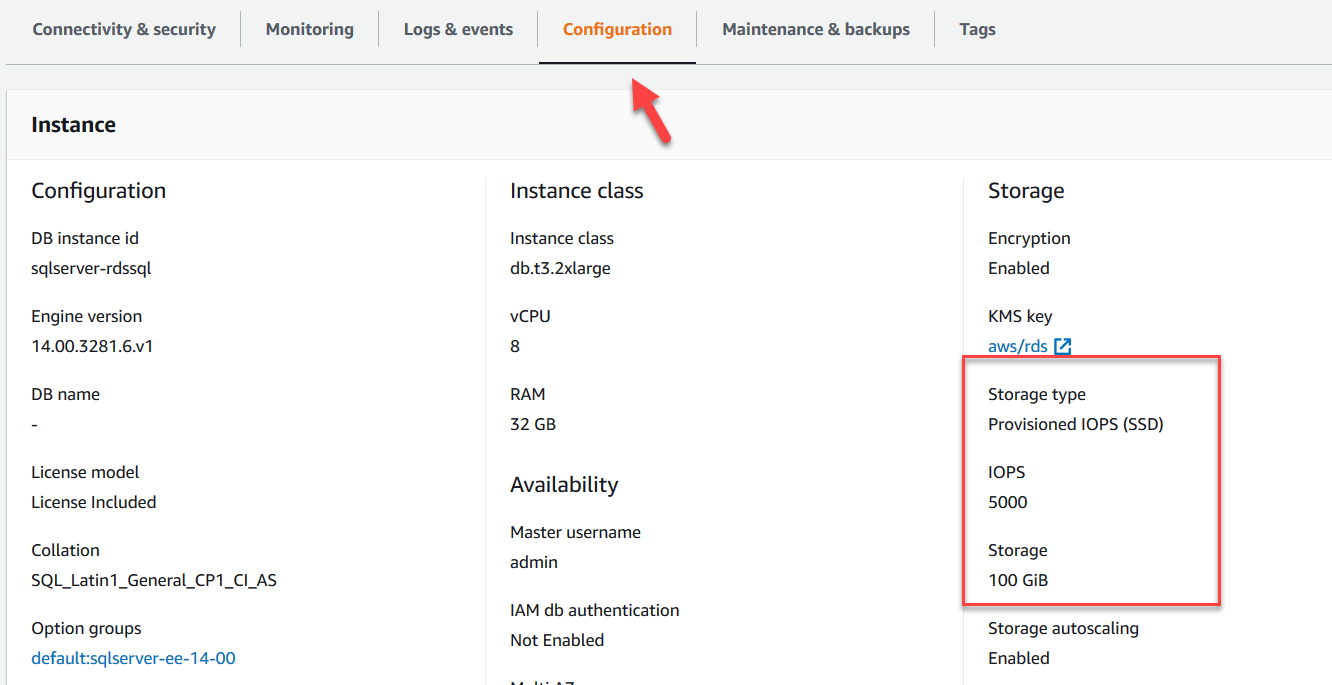 Connectivity & security
Monitoring
Logs & events
Configuration
Maintenance & backups
Tags
Instance
Configuration
DB instance id
sqlserver-rdssql
Engine version
14.00.3281.6.v1
DB name
-
License model
License Included
Collation
SQL_Latin1_General_CP1_CI_AS
Option groups
default:sqlserver-ee-14-00
Instance class
Instance class
db.t3.2xlarge
vCPU
8
RAM
32 GB
Availability
Master username
admin
IAM db authentication
Not Enabled
Multi AZ
Storage
Encryption
Enabled
KMS key
aws/rds
Storage type
Provisioned IOPS (SSD)
IOPS
5000
Storage
100 GiB
Storage autoscaling
Enabled